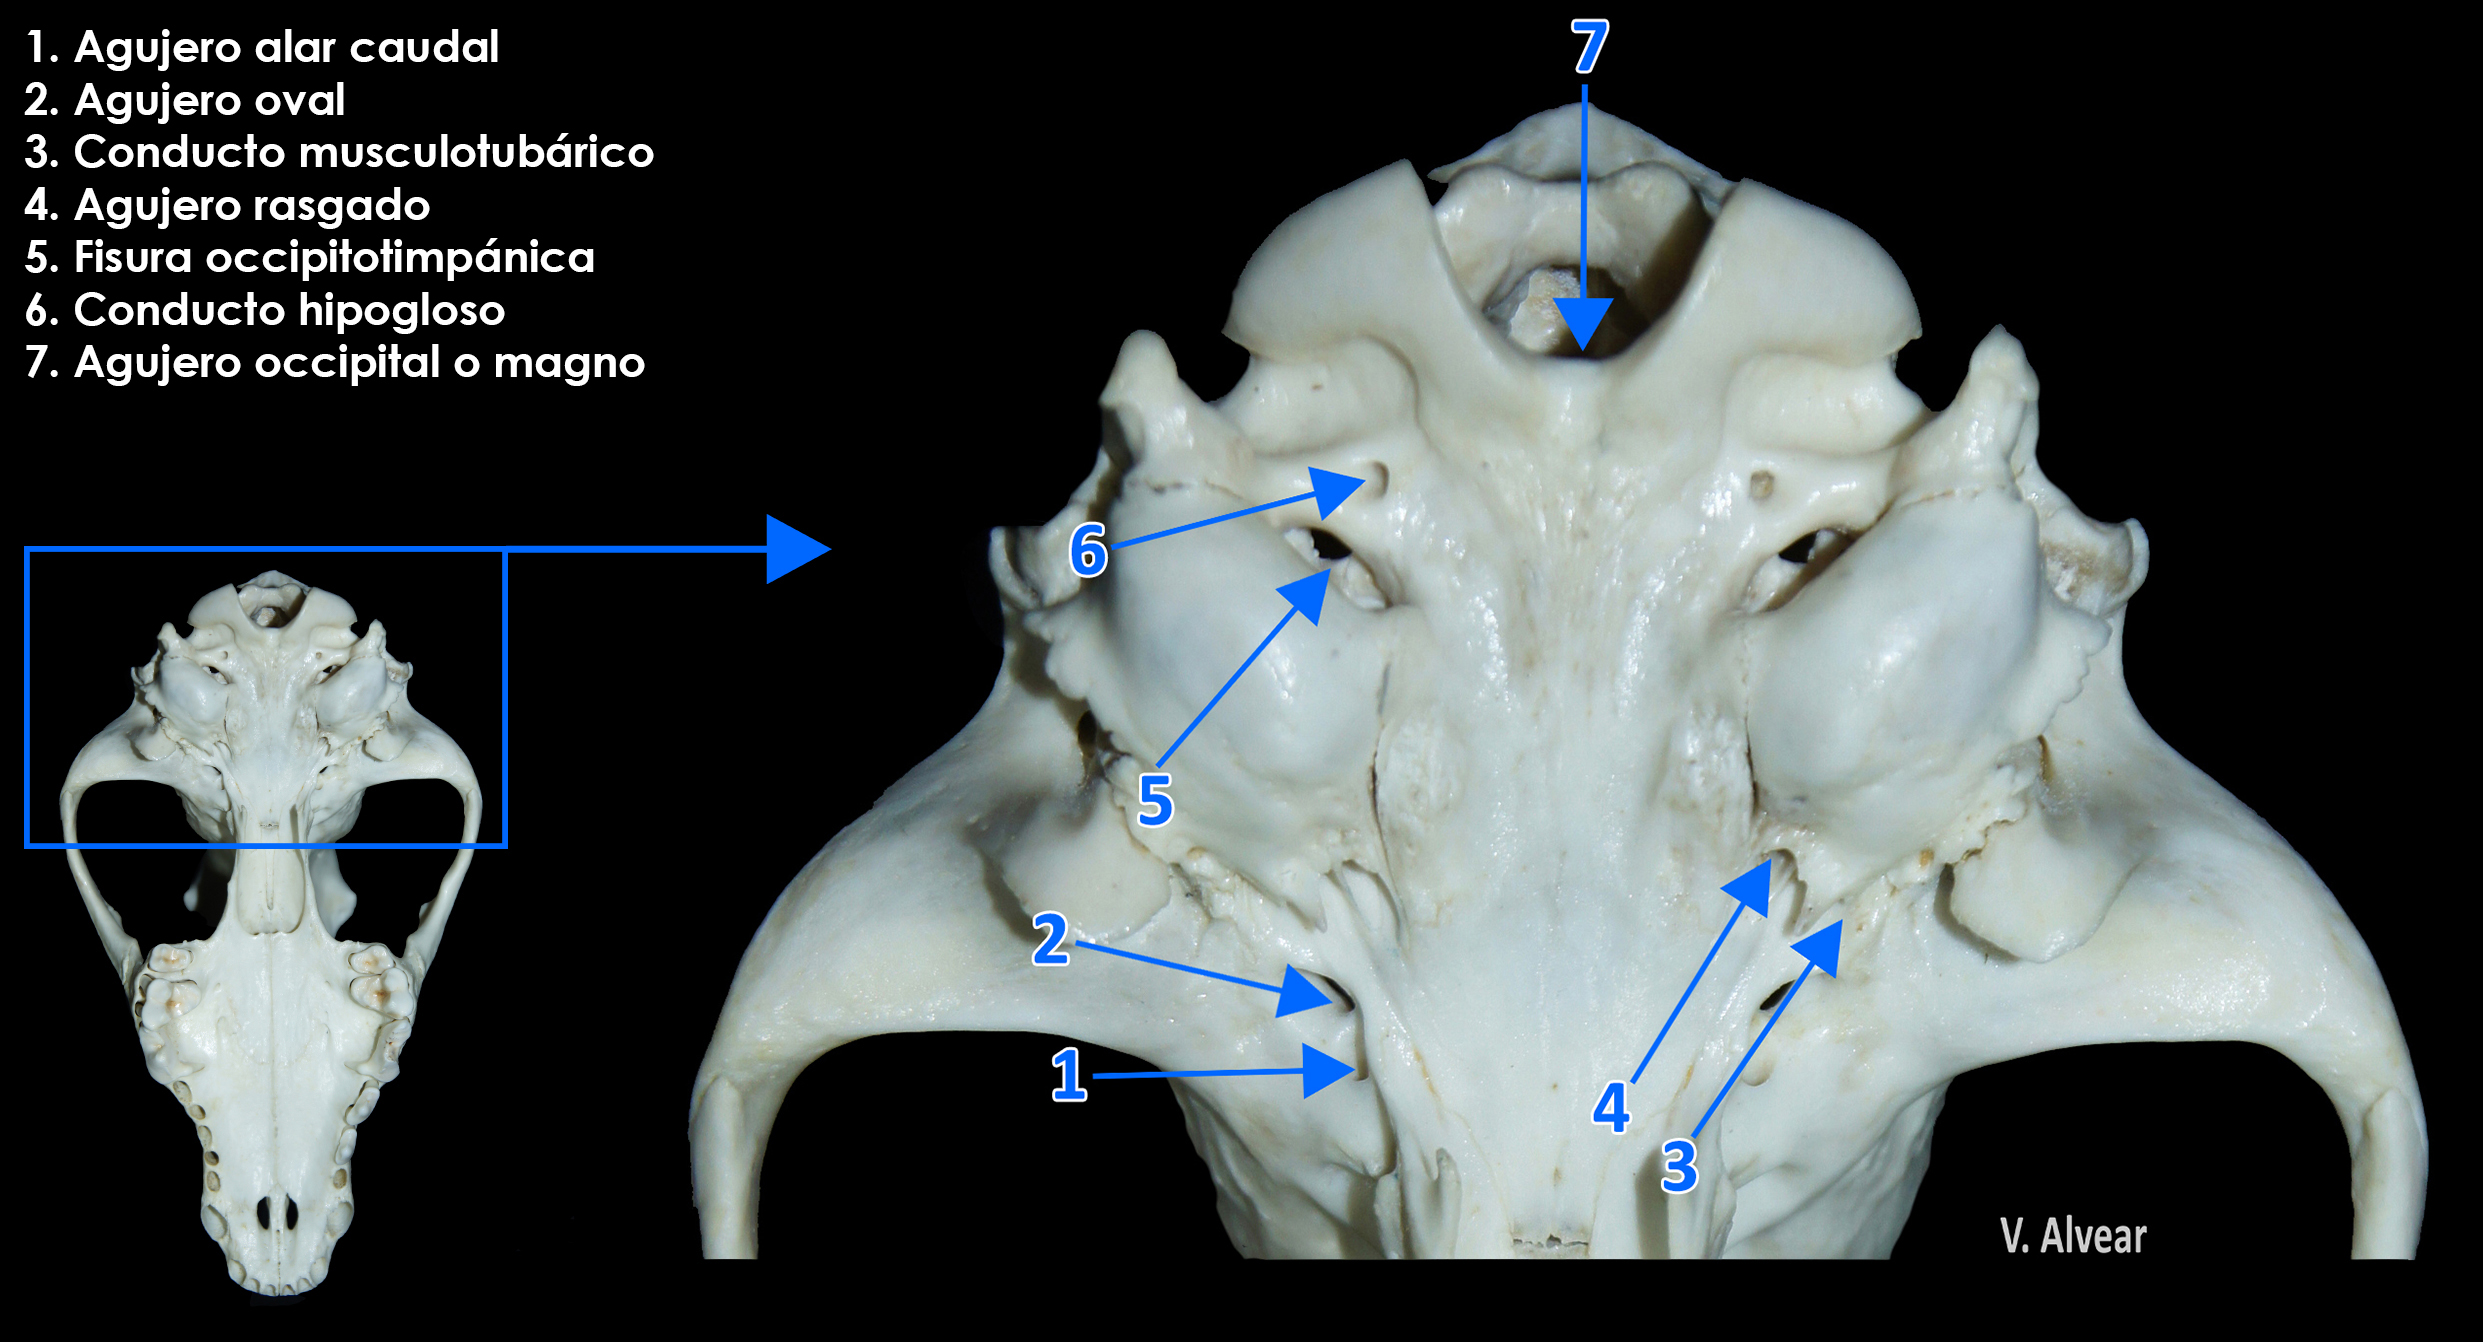 1. Agujero alar caudal
2. Agujero oval
3. Conducto musculotubárico
4. Agujero rasgado
5. Fisura occipitotimpánica
6. Conducto hipogloso
7. Agujero occipital o magno
7
6
5
2
1
4
3
V. Alvear